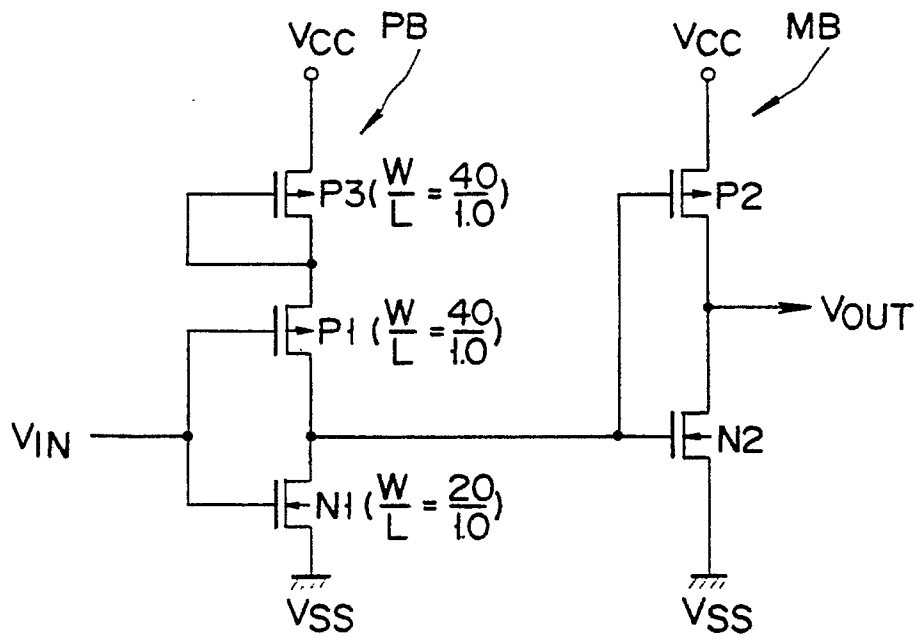 VCC
PB
VCC
MB
P3 (W/L = 40/1.0)
P2
P1 (W/L = 40/1.0)
VOUT
VIN
N2
N1 (W/L = 20/1.0)
VSS
VSS